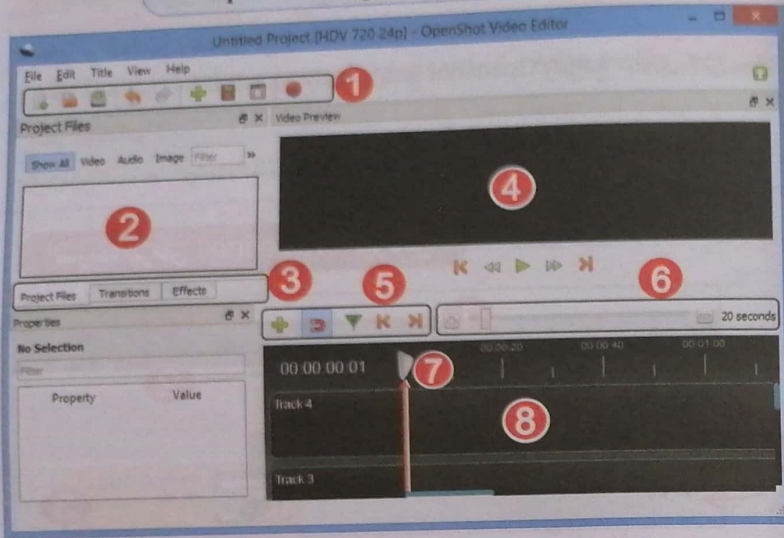 Untitled Project [HDV 720 24p] - OpenShot Video Editor
File Edit Title View Help
1
Project Files
Video Preview
Show All Video Audio Image Filter »
2
4
3
5
6
Project Files Transitions Effects
Properties
20 seconds
No Selection
Filter
00:00:00:01
7
00:00:20
00:00:40
00:01:00
Property Value
Track 4
8
Track 3